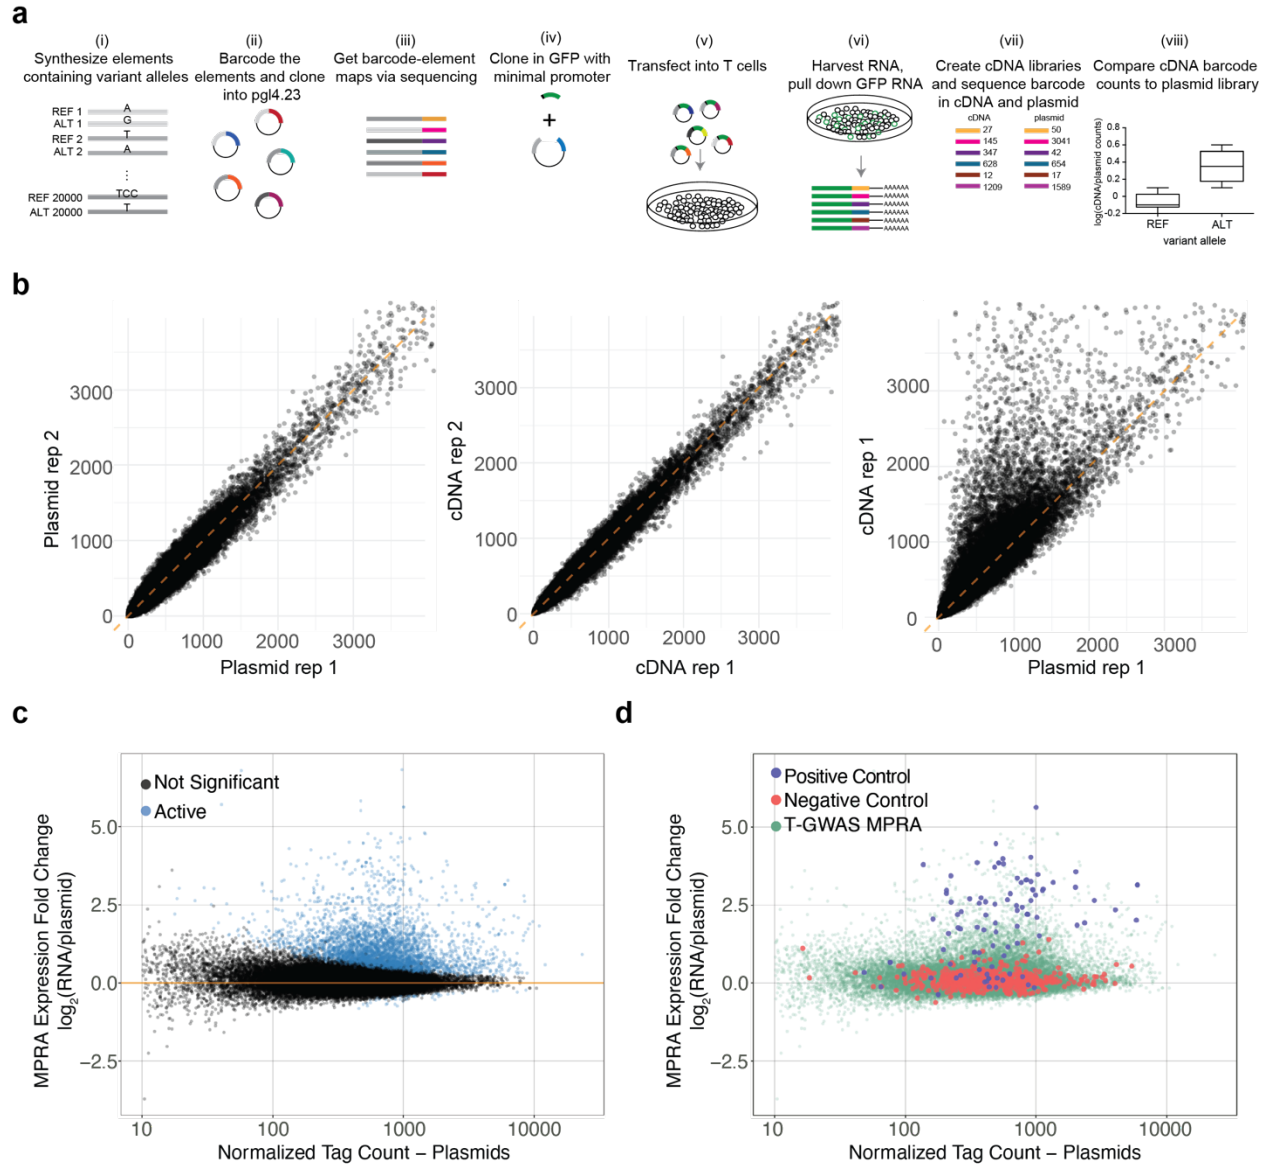 a
(i)
Synthesize elements
containing variant alleles
REF 1
A
ALT 1
G
REF 2
T
ALT 2
A
⋮
REF 20000
TCC
ALT 20000
T
(ii)
Barcode the
elements and clone
into pgl4.23
(iii)
Get barcode-element
maps via sequencing
(iv)
Clone in GFP with
minimal promoter
+
(v)
Transfect into T cells
(vi)
Harvest RNA,
pull down GFP RNA
AAAAAA
AAAAAA
AAAAAA
AAAAAA
AAAAAA
AAAAAA
(vii)
Create cDNA libraries
and sequence barcode
in cDNA and plasmid
cDNA plasmid
27 50
145 3041
347 42
628 654
12 17
1209 1589
(viii)
Compare cDNA barcode
counts to plasmid library
log(cDNA/plasmid counts)
0.8
0.6
0.4
0.2
0
-0.2
REF ALT
variant allele
b
Plasmid rep 2
3000
2000
1000
0
0 1000 2000 3000
Plasmid rep 1
cDNA rep 2
3000
2000
1000
0
0 1000 2000 3000
cDNA rep 1
cDNA rep 1
3000
2000
1000
0
0 1000 2000 3000
Plasmid rep 1
c
MPRA Expression Fold Change
log2(RNA/plasmid)
Not Significant
Active
5.0
2.5
0.0
−2.5
10 100 1000 10000
Normalized Tag Count – Plasmids
d
MPRA Expression Fold Change
log2(RNA/plasmid)
Positive Control
Negative Control
T-GWAS MPRA
5.0
2.5
0.0
−2.5
10 100 1000 10000
Normalized Tag Count – Plasmids